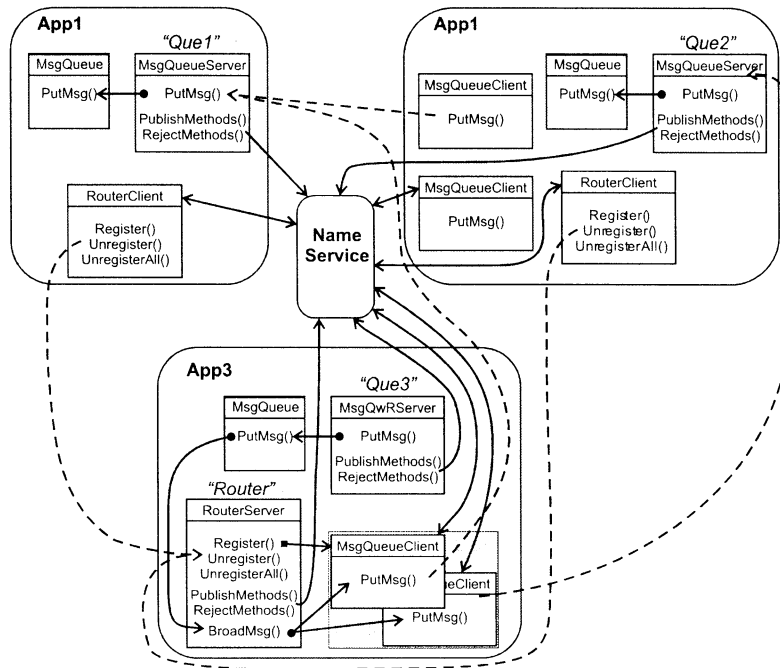 App1
"Que1"
MsgQueue
PutMsg()
MsgQueueServer
PutMsg()
PublishMethods()
RejectMethods()
RouterClient
Register()
Unregister()
UnregisterAll()
App1
"Que2"
MsgQueueClient
PutMsg()
MsgQueue
PutMsg()
MsgQueueServer
PutMsg()
PublishMethods()
RejectMethods()
MsgQueueClient
PutMsg()
RouterClient
Register()
Unregister()
UnregisterAll()
Name
Service
App3
"Que3"
MsgQueue
PutMsg()
MsgQwRServer
PutMsg()
PublishMethods()
RejectMethods()
"Router"
RouterServer
Register()
Unregister()
UnregisterAll()
PublishMethods()
RejectMethods()
BroadMsg()
MsgQueueClient
PutMsg()
ueClient
PutMsg()